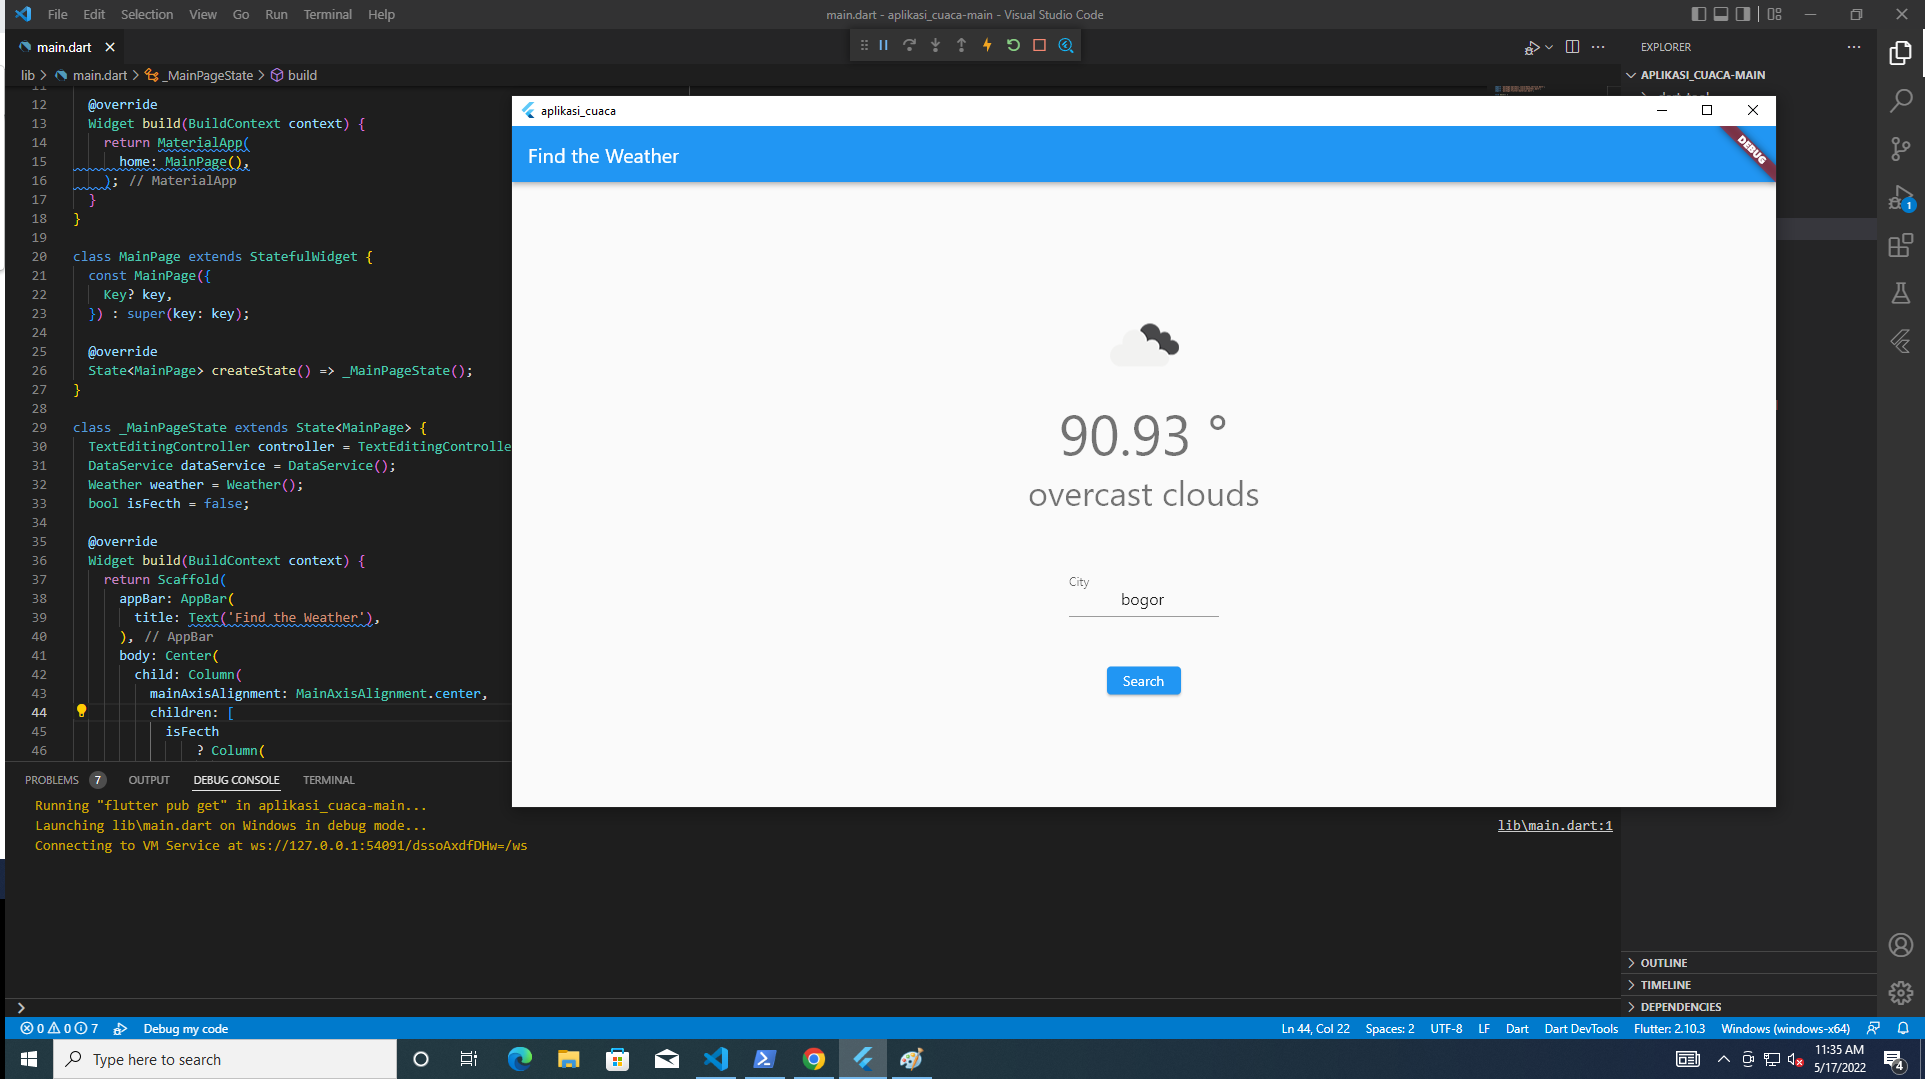 File Edit Selection View Go Run Terminal Help
main.dart - aplikasi_cuaca-main - Visual Studio Code
main.dart
lib > main.dart > _MainPageState > build
11
12 @override
13 Widget build(BuildContext context) {
14 return MaterialApp(
15 home: MainPage(),
16 ); // MaterialApp
17 }
18 }
19
20 class MainPage extends StatefulWidget {
21 const MainPage({
22 Key? key,
23 }) : super(key: key);
24
25 @override
26 State<MainPage> createState() => _MainPageState();
27 }
28
29 class _MainPageState extends State<MainPage> {
30 TextEditingController controller = TextEditingControlle
31 DataService dataService = DataService();
32 Weather weather = Weather();
33 bool isFecth = false;
34
35 @override
36 Widget build(BuildContext context) {
37 return Scaffold(
38 appBar: AppBar(
39 title: Text('Find the Weather'),
40 ), // AppBar
41 body: Center(
42 child: Column(
43 mainAxisAlignment: MainAxisAlignment.center,
44 children: [
45 isFecth
46 ? Column(
aplikasi_cuaca
Find the Weather
DEBUG
90.93 °
overcast clouds
City
bogor
Search
EXPLORER
APLIKASI_CUACA-MAIN
OUTLINE
TIMELINE
DEPENDENCIES
1
PROBLEMS 7 OUTPUT DEBUG CONSOLE TERMINAL
Running "flutter pub get" in aplikasi_cuaca-main...
Launching lib\main.dart on Windows in debug mode...
lib\main.dart:1
Connecting to VM Service at ws://127.0.0.1:54091/dssoAxdfDHw=/ws
0 0 7 Debug my code
Ln 44, Col 22 Spaces: 2 UTF-8 LF Dart Dart DevTools Flutter: 2.10.3 Windows (windows-x64)
Type here to search
11:35 AM
5/17/2022
4